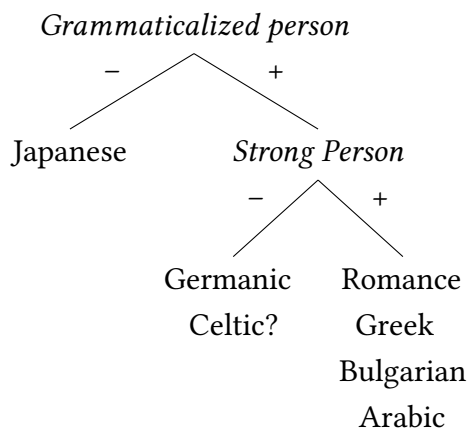 Grammaticalized person
− +
Japanese Strong Person
− +
Germanic Romance
Celtic? Greek
Bulgarian
Arabic